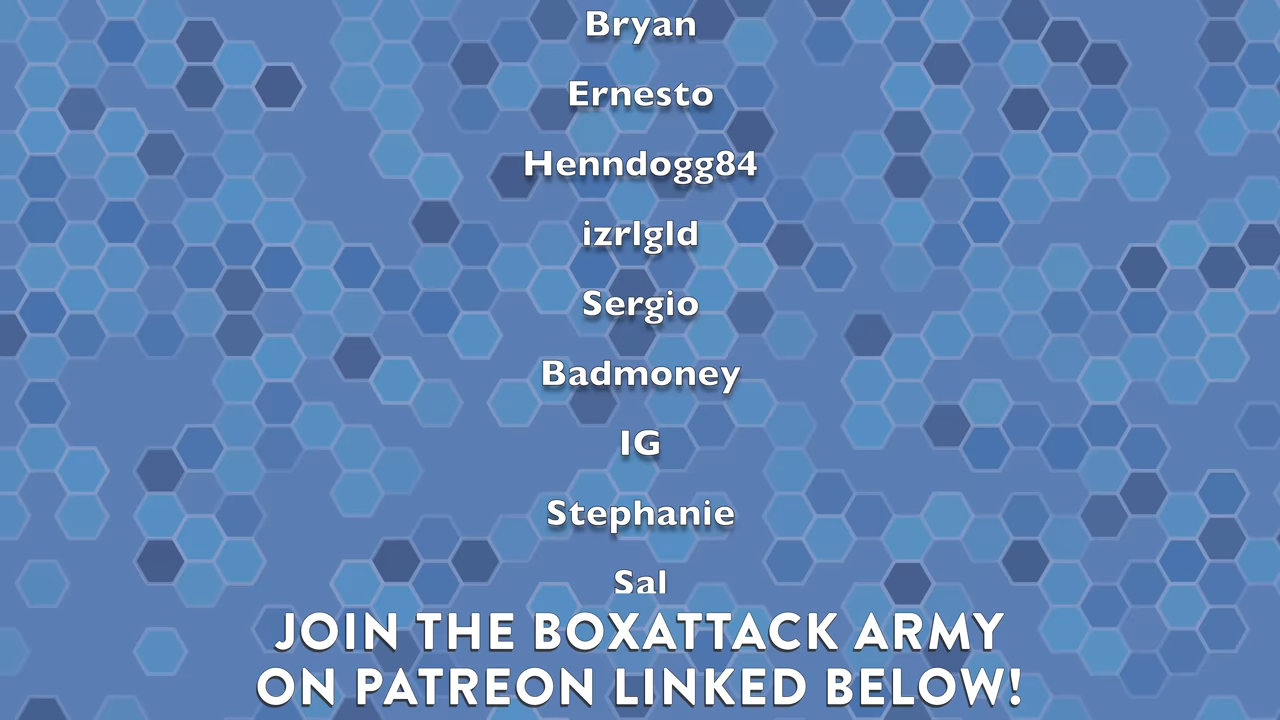 Bryan
Ernesto
Henndogg84
izrlgld
Sergio
Badmoney
IG
Stephanie
Sal
JOIN THE BOXATTACK ARMY
ON PATREON LINKED BELOW!